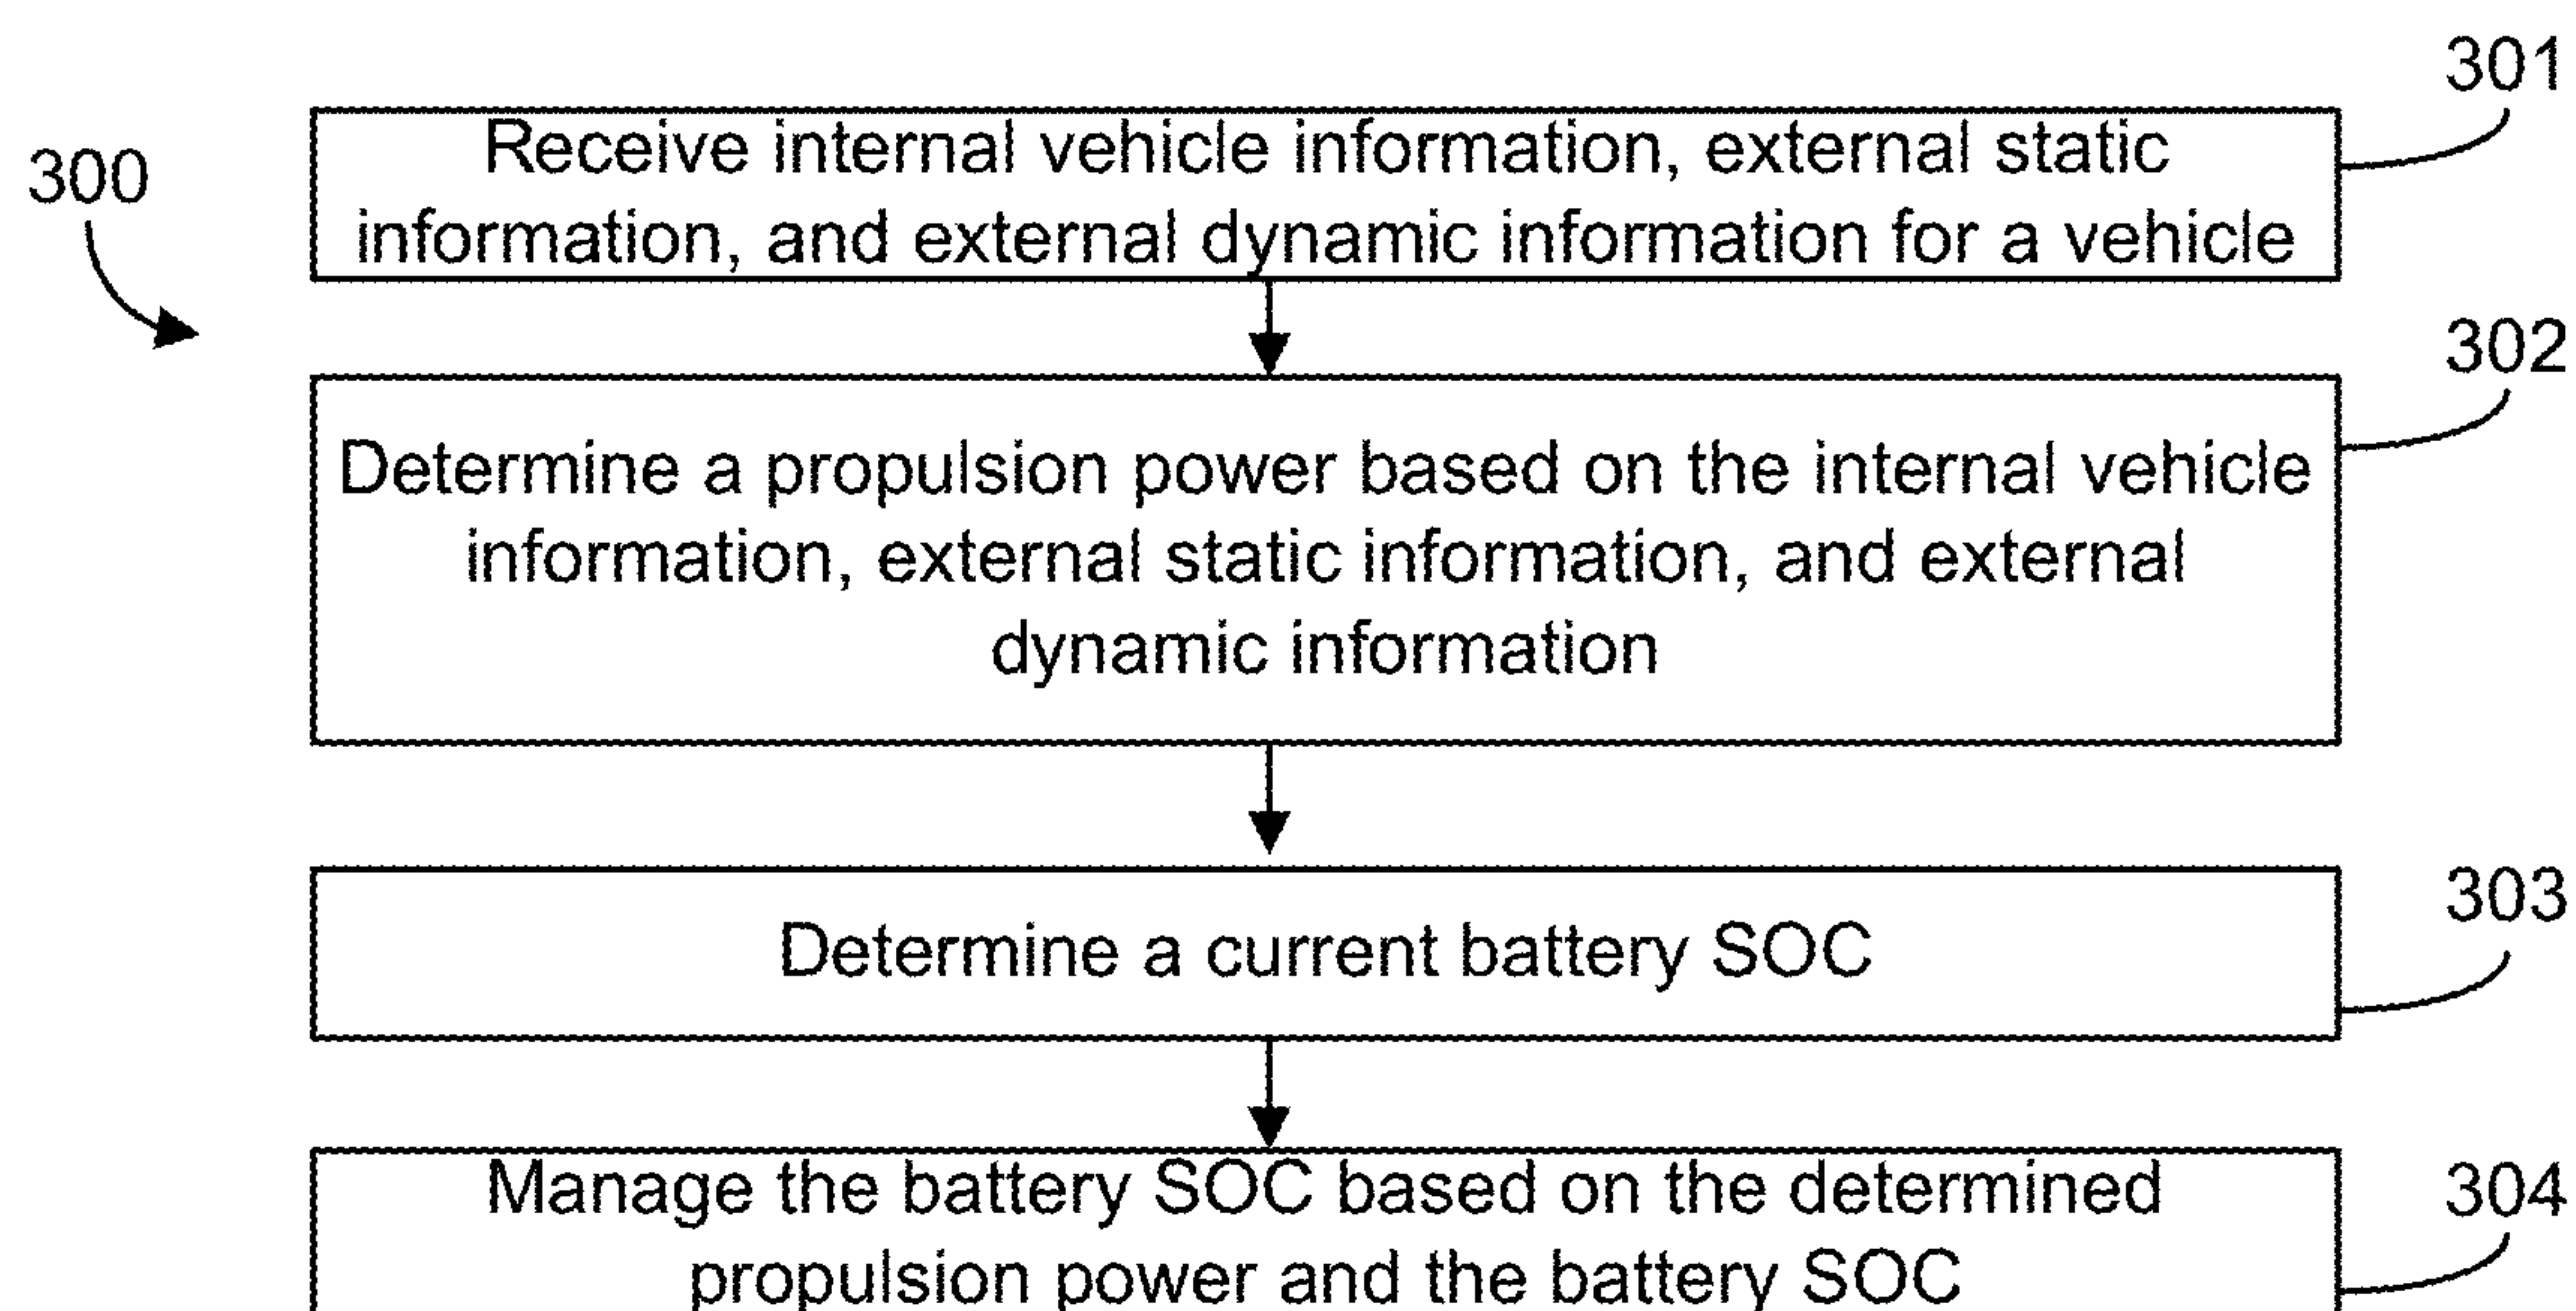 301
Receive internal vehicle information, external static
information, and external dynamic information for a vehicle
300
302
Determine a propulsion power based on the internal vehicle
information, external static information, and external
dynamic information
303
Determine a current battery SOC
304
Manage the battery SOC based on the determined
propulsion power and the battery SOC